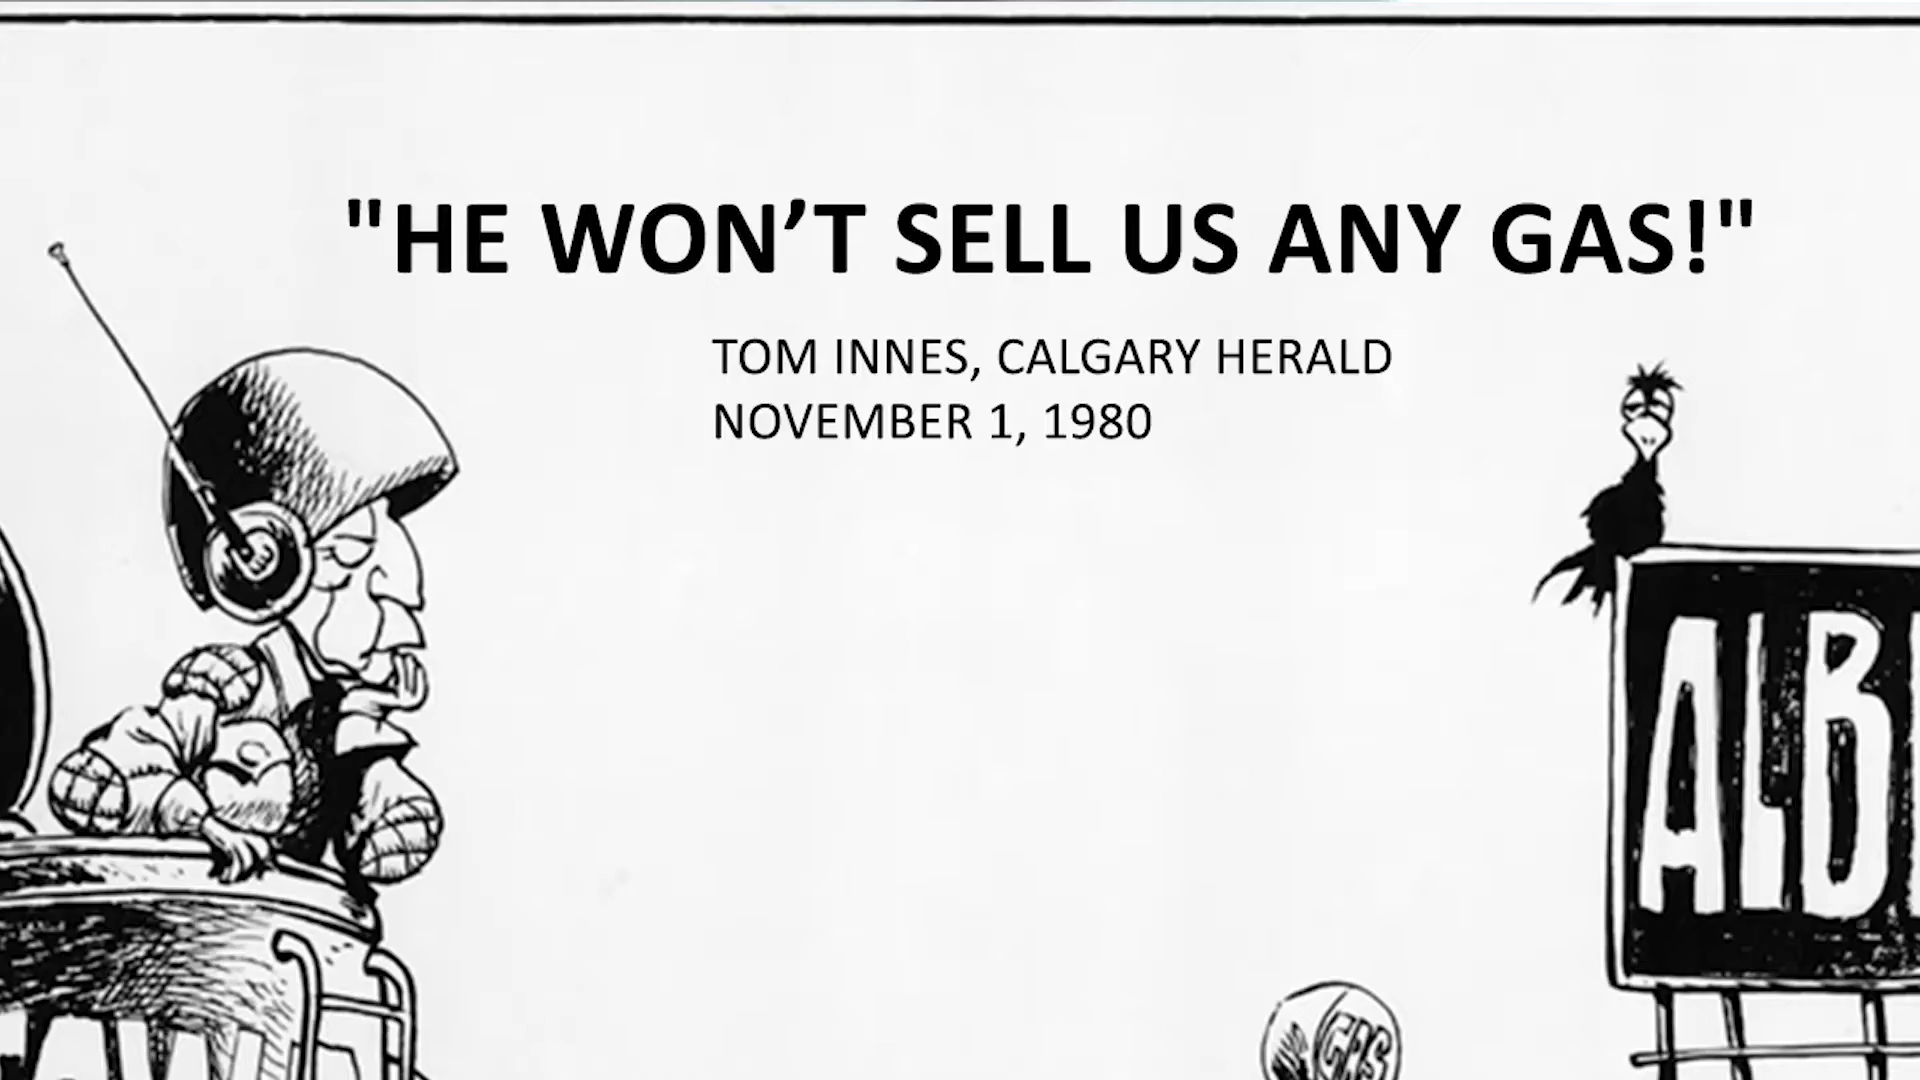 "HE WON’T SELL US ANY GAS!"
TOM INNES, CALGARY HERALD
NOVEMBER 1, 1980
ALB
GAS